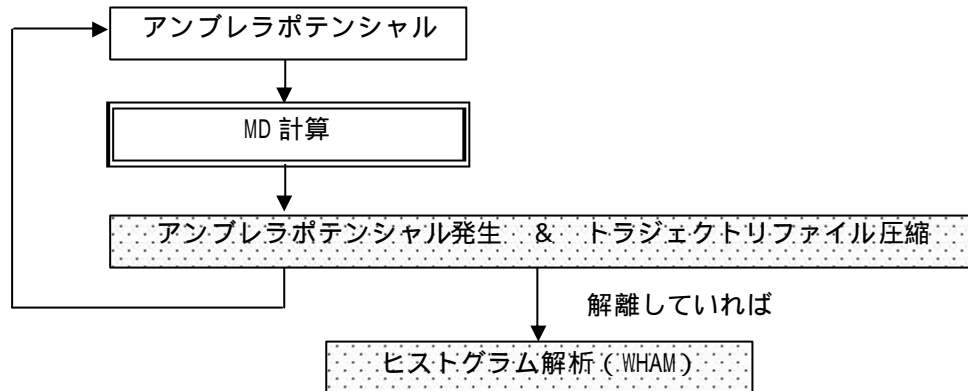 アンブレラポテンシャル
MD 計算
アンブレラポテンシャル発生 & トラジェクトリファイル圧縮
解離していれば
ヒストグラム解析(WHAM)